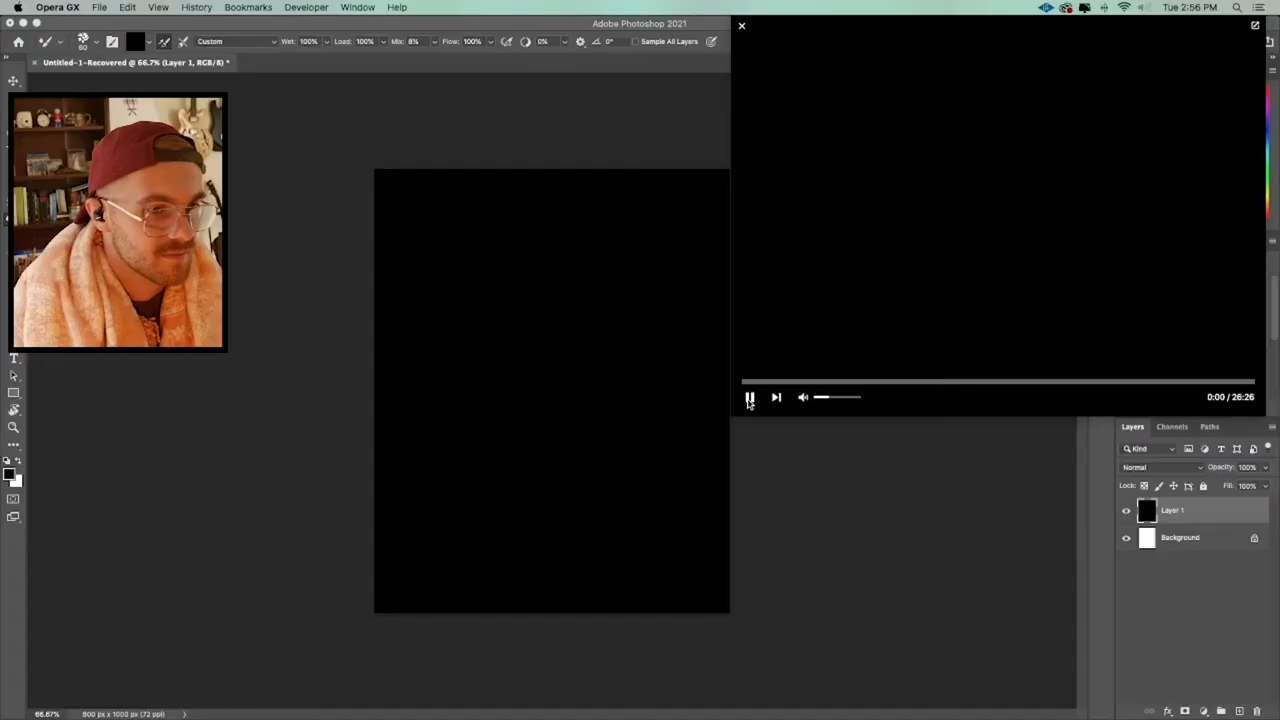 Opera GX File Edit View History Bookmarks Developer Window Help Tue 2:56 PM
Adobe Photoshop 2021
60 Custom Wet: 100% Load: 100% Mix: 8% Flow: 100% 0% 0° Sample All Layers
Untitled-1-Recovered @ 66.7% (Layer 1, RGB/8) *
0:00 / 26:26
Layers Channels Paths
Kind
Normal Opacity: 100%
Lock: Fill: 100%
Layer 1
Background
66.67% 800 px x 1000 px (72 ppi)